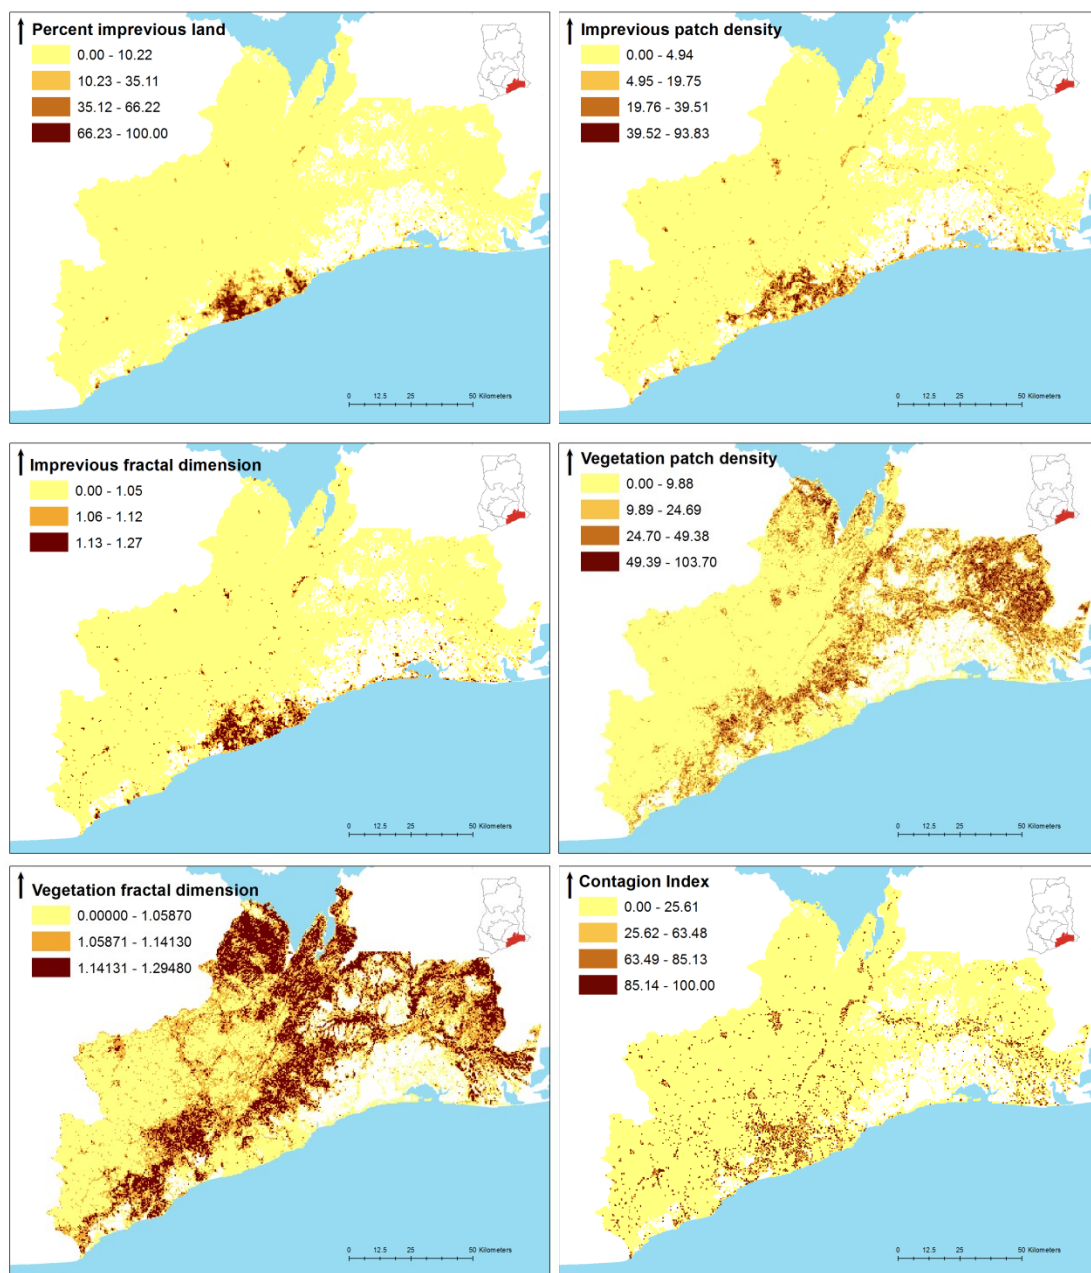 Percent imprevious land
0.00 - 10.22
10.23 - 35.11
35.12 - 66.22
66.23 - 100.00
0 12.5 25 50 Kilometers
Imprevious patch density
0.00 - 4.94
4.95 - 19.75
19.76 - 39.51
39.52 - 93.83
0 12.5 25 50 Kilometers
Imprevious fractal dimension
0.00 - 1.05
1.06 - 1.12
1.13 - 1.27
0 12.5 25 50 Kilometers
Vegetation patch density
0.00 - 9.88
9.89 - 24.69
24.70 - 49.38
49.39 - 103.70
0 12.5 25 50 Kilometers
Vegetation fractal dimension
0.00000 - 1.05870
1.05871 - 1.14130
1.14131 - 1.29480
0 12.5 25 50 Kilometers
Contagion Index
0.00 - 25.61
25.62 - 63.48
63.49 - 85.13
85.14 - 100.00
0 12.5 25 50 Kilometers